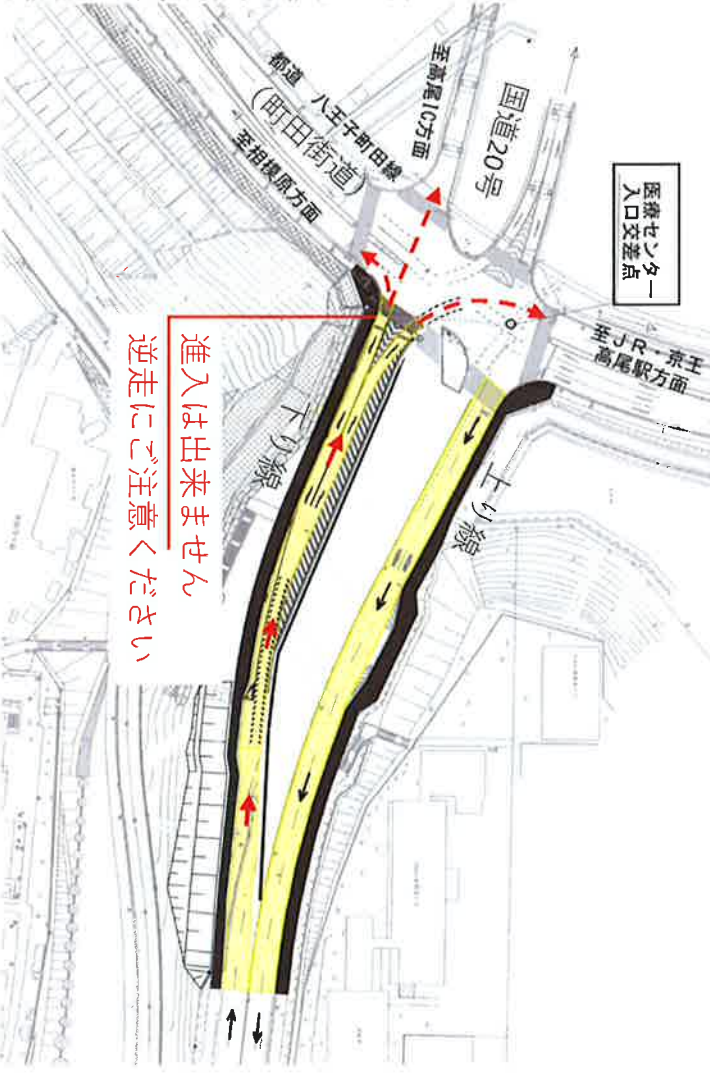 医療センター
入口交差点
至JR・京王
高尾駅方面
国道20号
至高尾IC方面
都道 八王子町田線
(町田街道)
至相模原方面
上り線
下り線
進入は出来ません
逆走にご注意ください